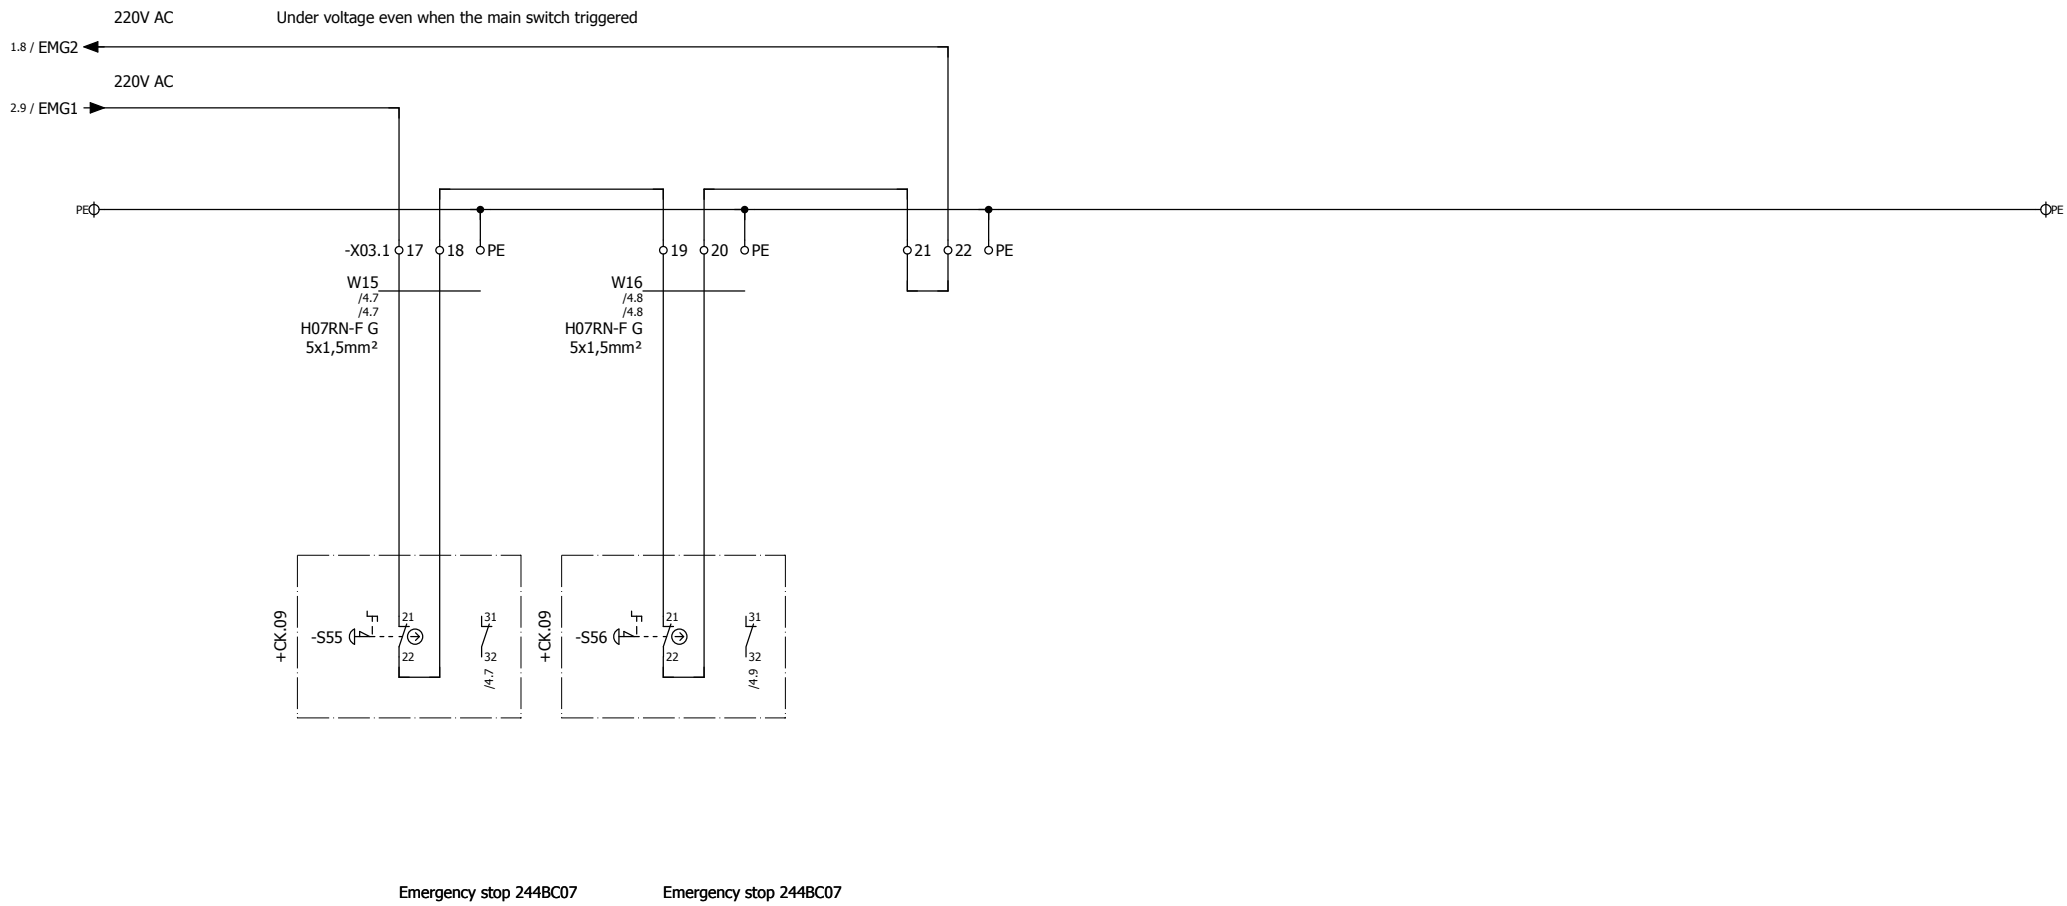 220V AC Under voltage even when the main switch triggered
1.8 / EMG2
220V AC
2.9 / EMG1
PE PE
-X03.1 17 18 PE 19 20 PE 21 22 PE
W15 W16
/4.7 /4.8
/4.7 /4.8
H07RN-F G H07RN-F G
5x1,5mm² 5x1,5mm²
+CK.09 -S55 21 22 31 32 /4.7
+CK.09 -S56 21 22 31 32 /4.9
Emergency stop 244BC07 Emergency stop 244BC07